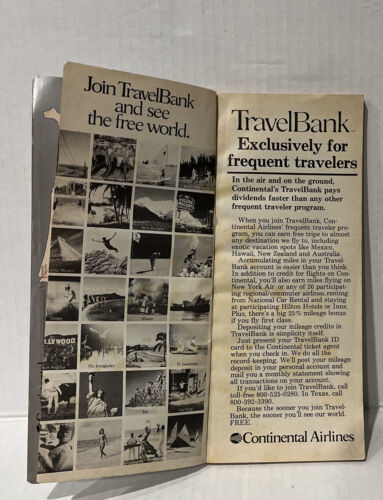 Join TravelBank
and see
the free world.
Tampa
Miami
Los Angeles
The Everglades
Ft. Lauderdale
Fiji
San Diego
TravelBank
Exclusively for
frequent travelers
In the air and on the ground,
Continental's TravelBank pays
dividends faster than any other
frequent traveler program.
When you join TravelBank, Con-
tinental Airlines' frequent traveler pro-
gram, you can earn free trips to almost
any destination we fly to, including
exotic vacation spots like Mexico,
Hawaii, New Zealand and Australia.
Accumulating miles in your Travel-
Bank account is easier than you think.
In addition to credit for flights on Con-
tinental, you'll also earn miles flying on
New York Air or any of 26 participat-
ing regional/commuter airlines, renting
from National Car Rental and staying
at participating Hilton Hotels or Inns.
Plus, there's a big 25% mileage bonus
if you fly first class.
Depositing your mileage credits in
TravelBank is simplicity itself.
Just present your TravelBank ID
card to the Continental ticket agent
when you check in. We do all the
record-keeping. We'll post your mileage
deposit in your personal account and
mail you a monthly statement showing
all transactions on your account.
If you'd like to join TravelBank, call
toll-free 800-525-0280. In Texas, call
800-392-3390.
Because the sooner you join Travel-
Bank, the sooner you'll see our world.
FREE.
Continental Airlines